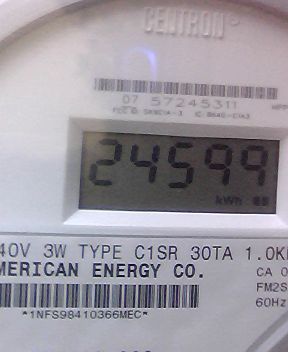 CENTRON
07 57245311
24599
kWh
40V 3W TYPE C1SR 30TA 1.0K
MERICAN ENERGY CO.
CA 0
FM2S
60Hz
*1NFS98410366MEC*